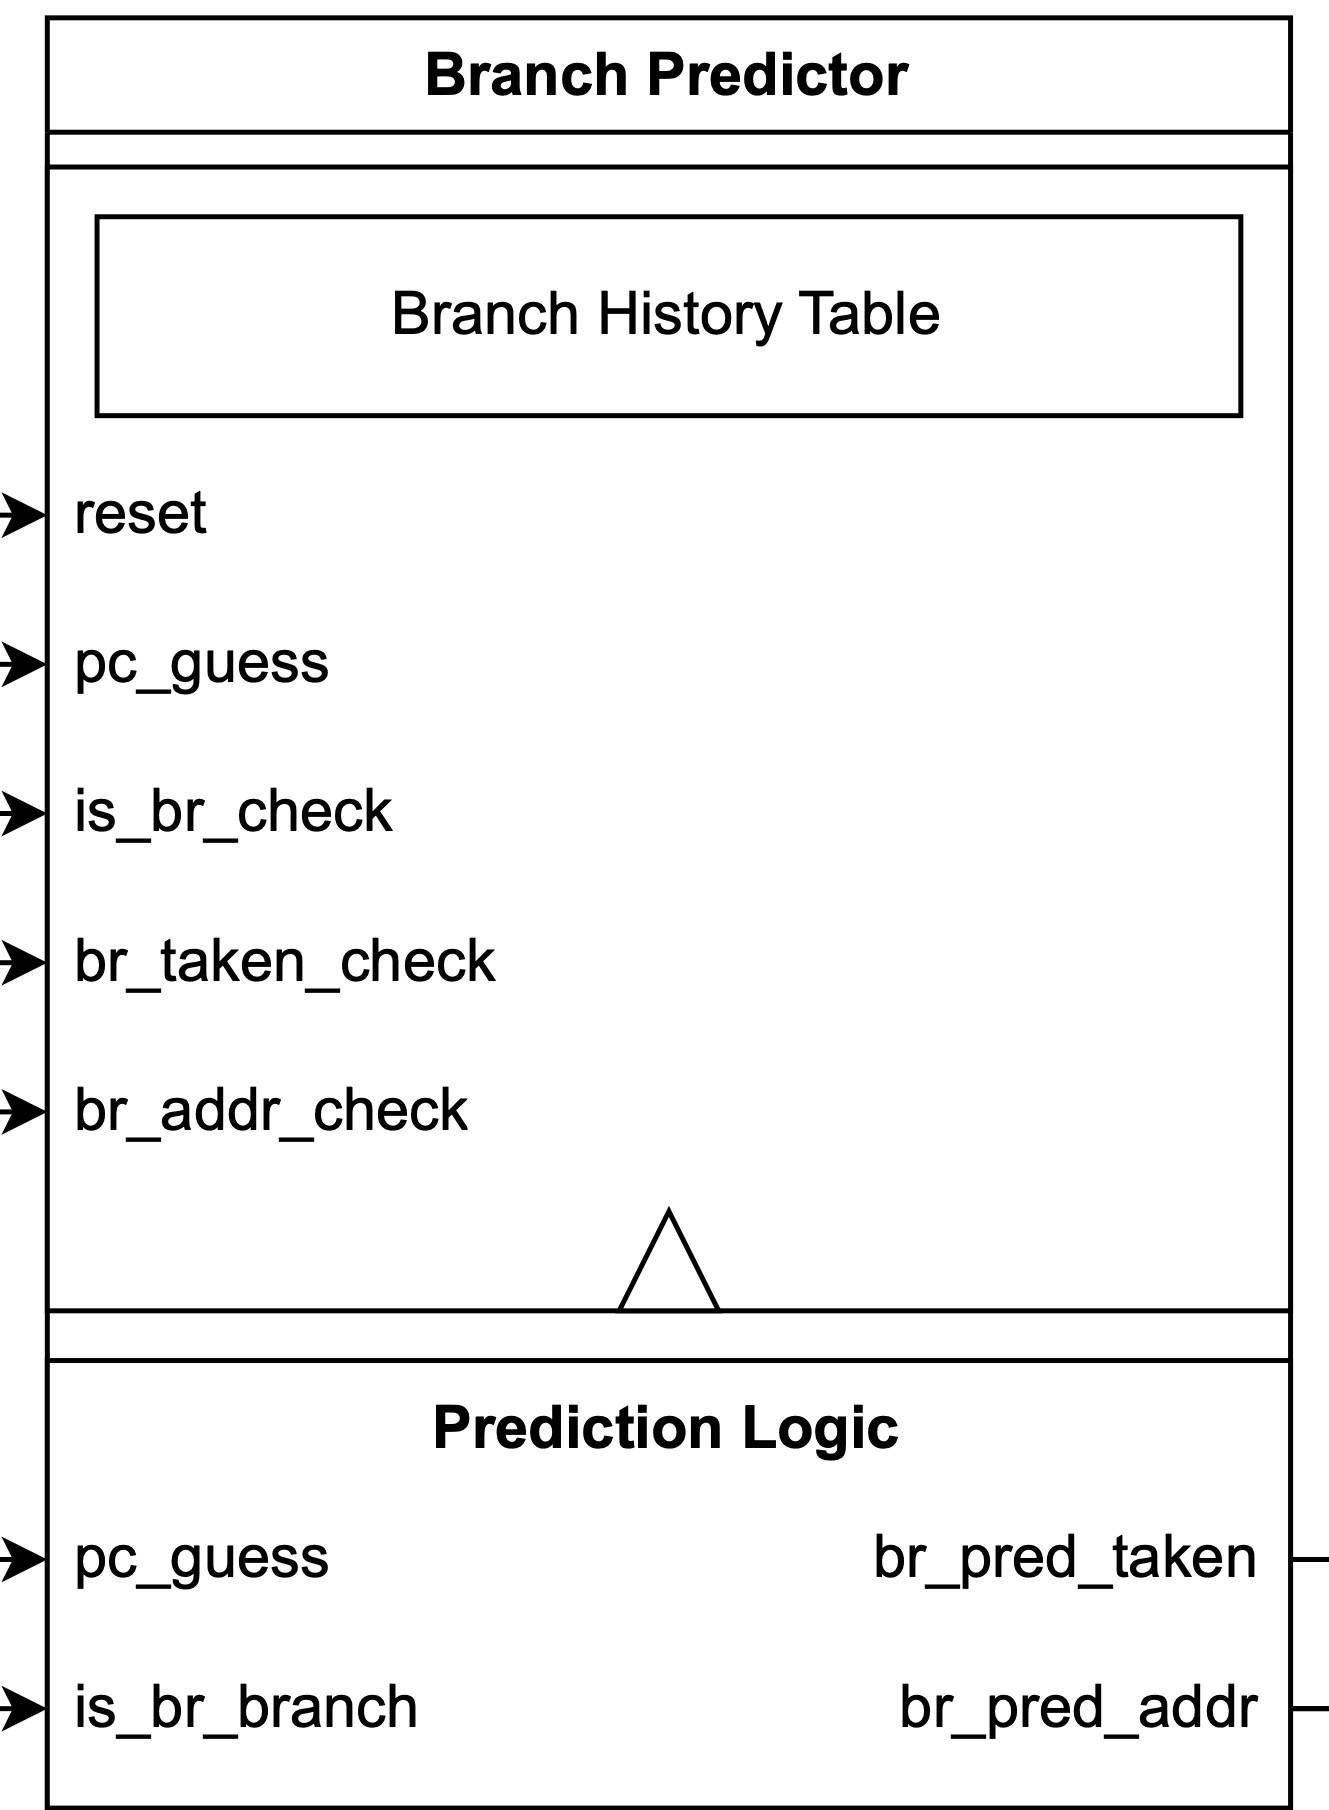 Branch Predictor
Branch History Table
reset
pc_guess
is_br_check
br_taken_check
br_addr_check
Prediction Logic
pc_guess br_pred_taken
is_br_branch br_pred_addr